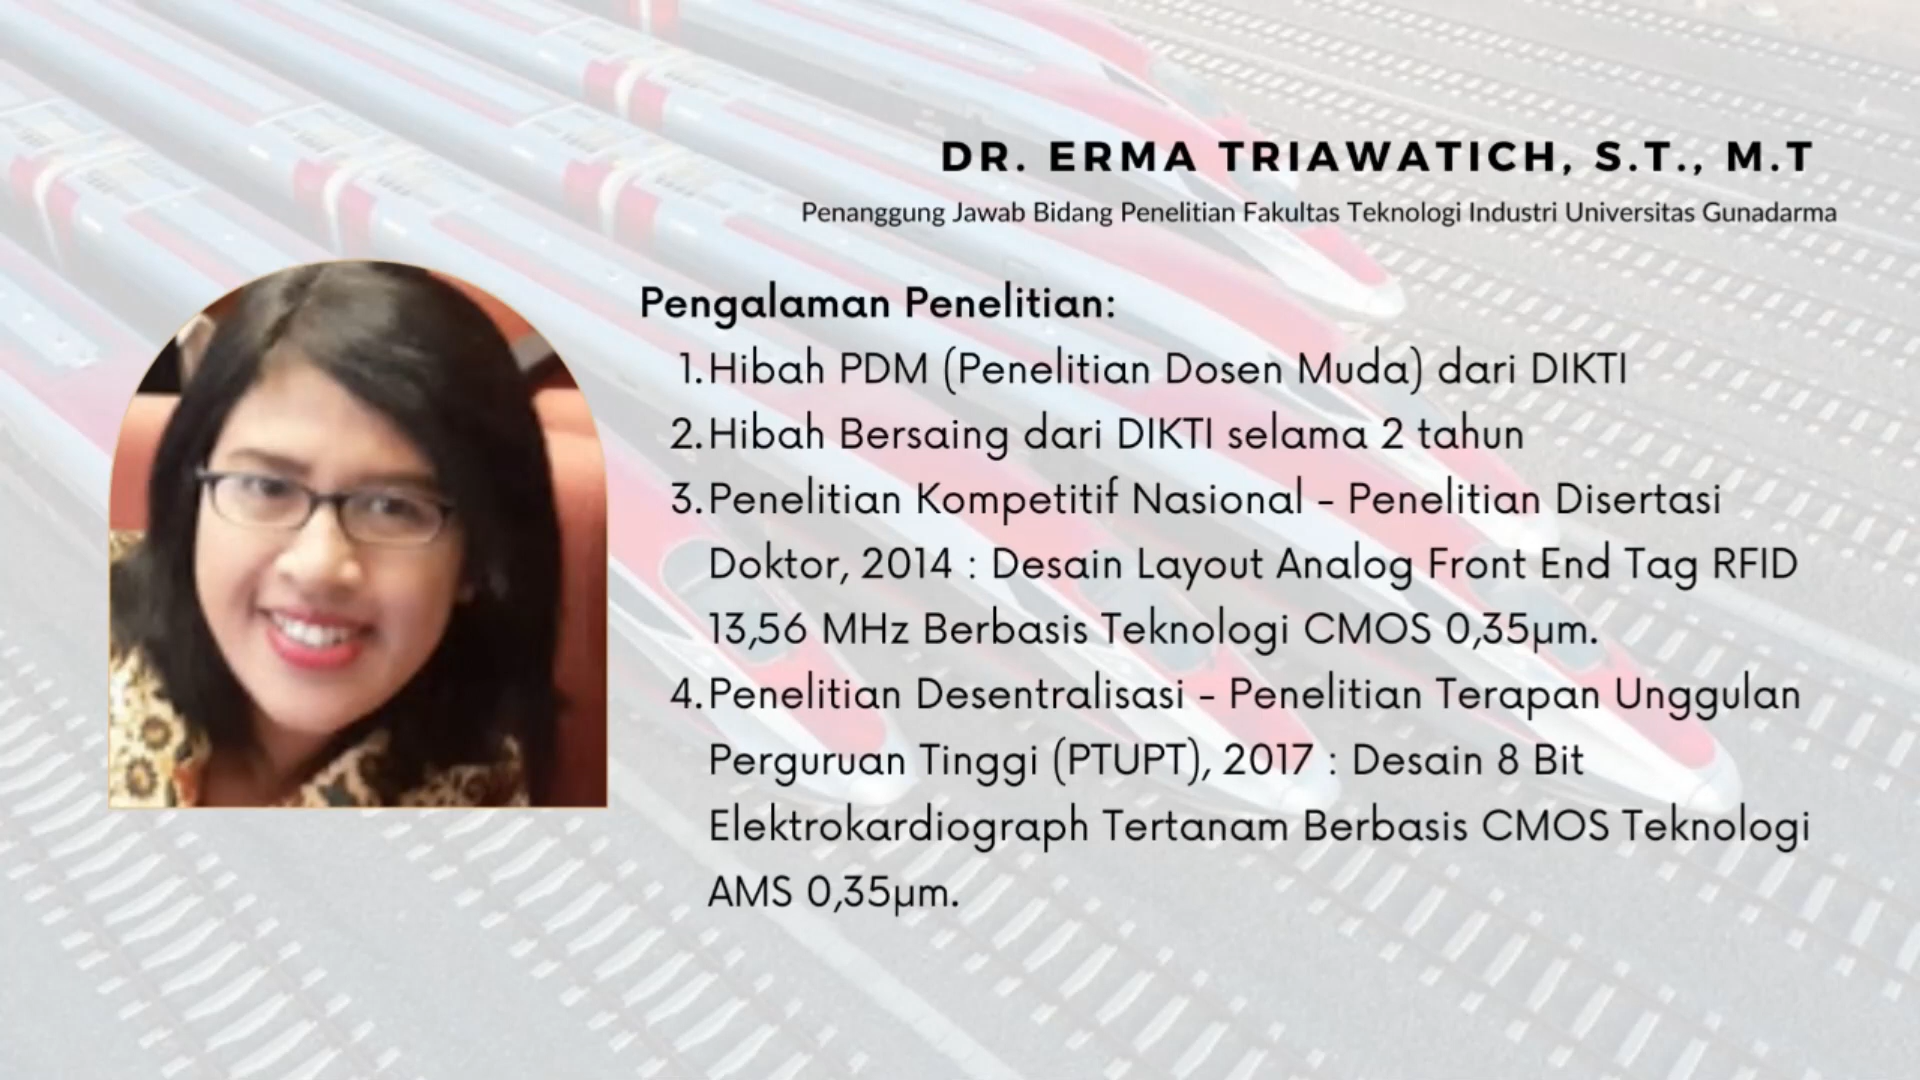 DR. ERMA TRIAWATICH, S.T., M.T
Penanggung Jawab Bidang Penelitian Fakultas Teknologi Industri Universitas Gunadarma
Pengalaman Penelitian:
1. Hibah PDM (Penelitian Dosen Muda) dari DIKTI
2. Hibah Bersaing dari DIKTI selama 2 tahun
3. Penelitian Kompetitif Nasional - Penelitian Disertasi
Doktor, 2014 : Desain Layout Analog Front End Tag RFID
13,56 MHz Berbasis Teknologi CMOS 0,35µm.
4. Penelitian Desentralisasi - Penelitian Terapan Unggulan
Perguruan Tinggi (PTUPT), 2017 : Desain 8 Bit
Elektrokardiograph Tertanam Berbasis CMOS Teknologi
AMS 0,35µm.